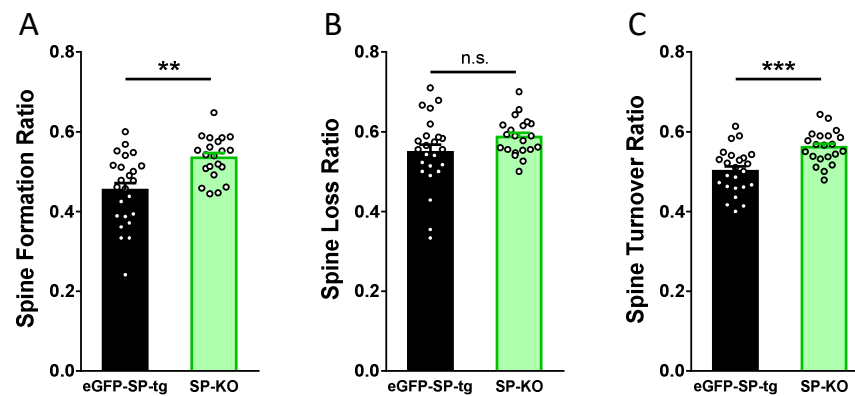 A
Spine Formation Ratio
0.8
0.6
0.4
0.2
0.0
**
eGFP-SP-tg SP-KO
B
Spine Loss Ratio
0.8
0.6
0.4
0.2
0.0
n.s.
eGFP-SP-tg SP-KO
C
Spine Turnover Ratio
0.8
0.6
0.4
0.2
0.0
***
eGFP-SP-tg SP-KO